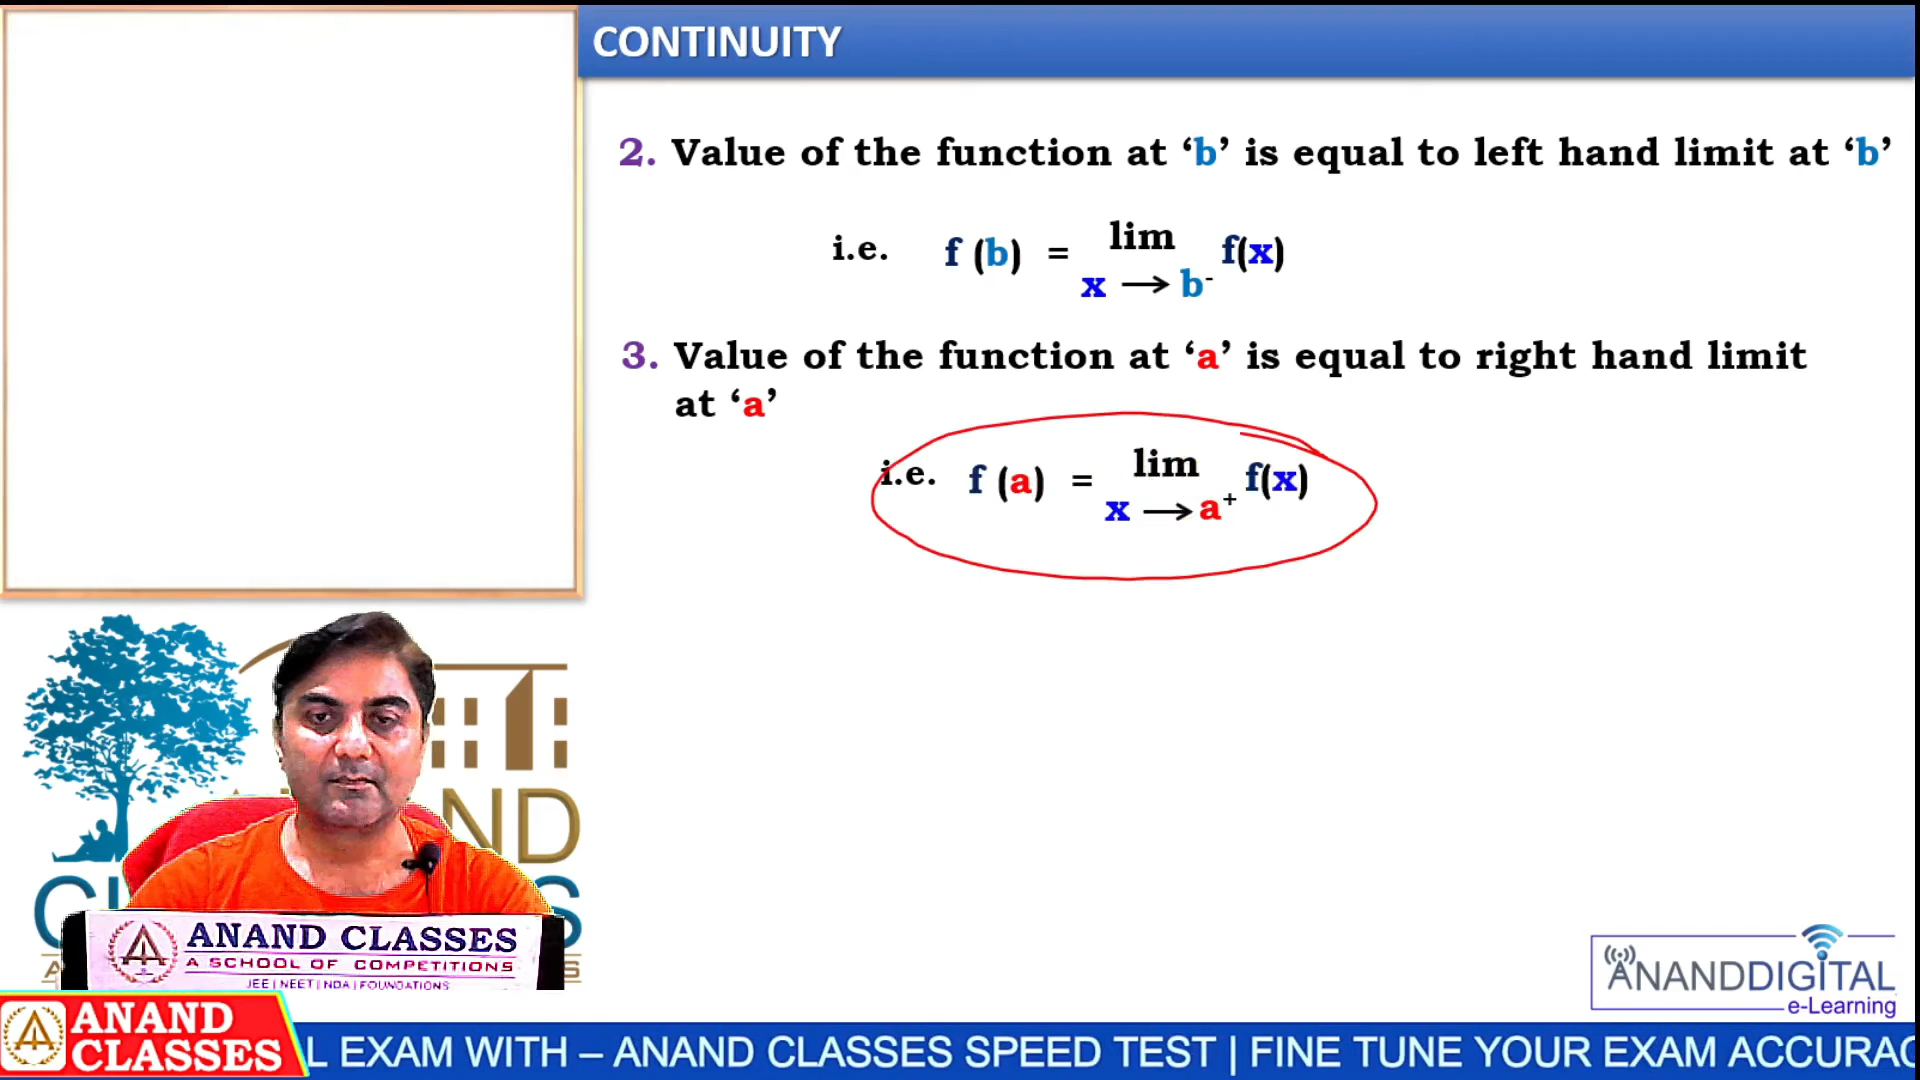 CONTINUITY
2. Value of the function at ‘b’ is equal to left hand limit at ‘b’
i.e. f (b) = lim f(x)
x → b-
3. Value of the function at ‘a’ is equal to right hand limit
at ‘a’
i.e. f (a) = lim f(x)
x → a+
ANAND CLASSES
A SCHOOL OF COMPETITIONS
JEE | NEET | NDA | FOUNDATIONS
ANANDDIGITAL
e-Learning
ANAND
CLASSES
L EXAM WITH – ANAND CLASSES SPEED TEST | FINE TUNE YOUR EXAM ACCURAC